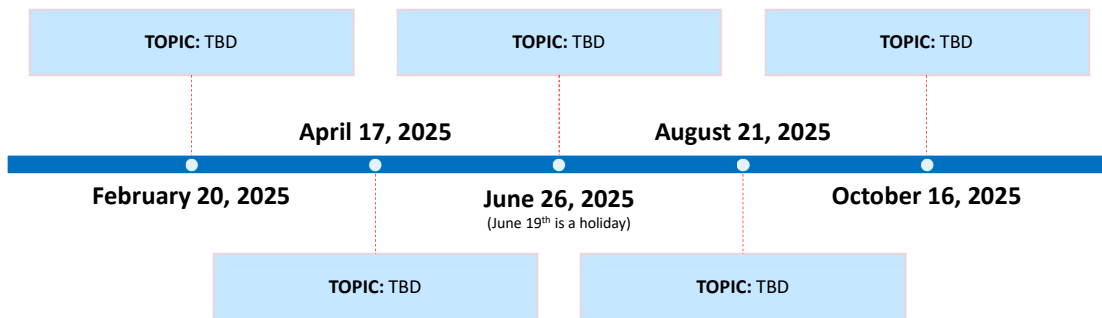 TOPIC: TBD
TOPIC: TBD
TOPIC: TBD
April 17, 2025
August 21, 2025
February 20, 2025
June 26, 2025
October 16, 2025
(June 19th is a holiday)
TOPIC: TBD
TOPIC: TBD